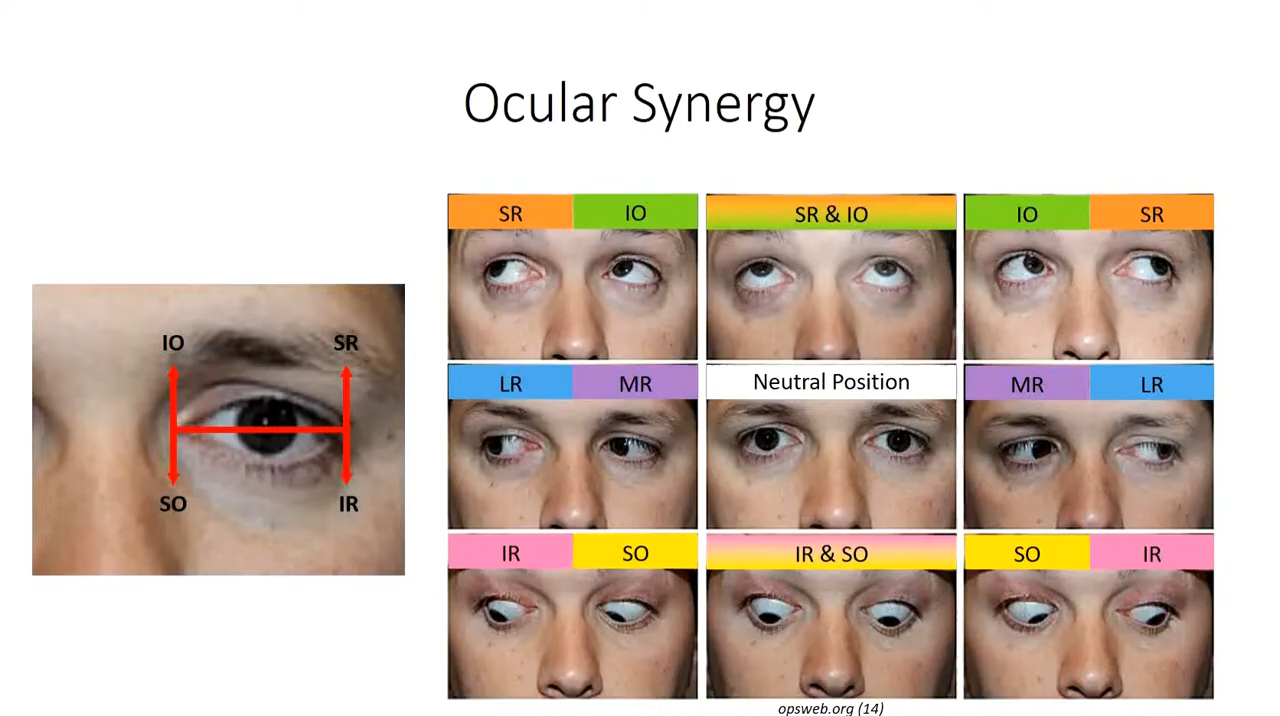 Ocular Synergy
IO SR
SO IR
SR IO SR & IO IO SR
LR MR Neutral Position MR LR
IR SO IR & SO SO IR
opsweb.org (14)